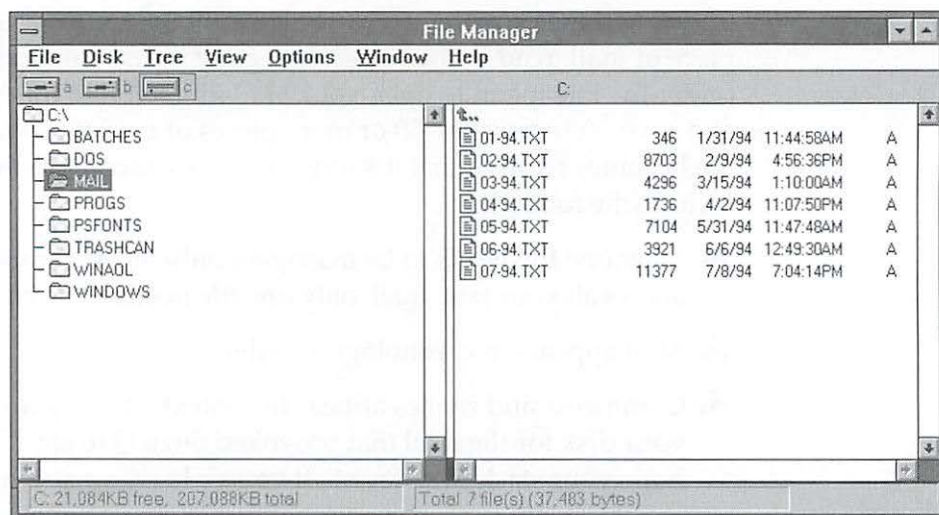 File Manager
File Disk Tree View Options Window Help
a b c C:
C:\
BATCHES
DOS
MAIL
PROGS
PSFONTS
TRASHCAN
WINAOL
WINDOWS
..
01-94.TXT 346 1/31/94 11:44:58AM A
02-94.TXT 8703 2/9/94 4:56:36PM A
03-94.TXT 4296 3/15/94 1:10:00AM A
04-94.TXT 1736 4/2/94 11:07:50PM A
05-94.TXT 7104 5/31/94 11:47:48AM A
06-94.TXT 3921 6/6/94 12:49:30AM A
07-94.TXT 11377 7/8/94 7:04:14PM A
C: 21,084KB free, 207,088KB total
Total 7 file(s) (37,483 bytes)